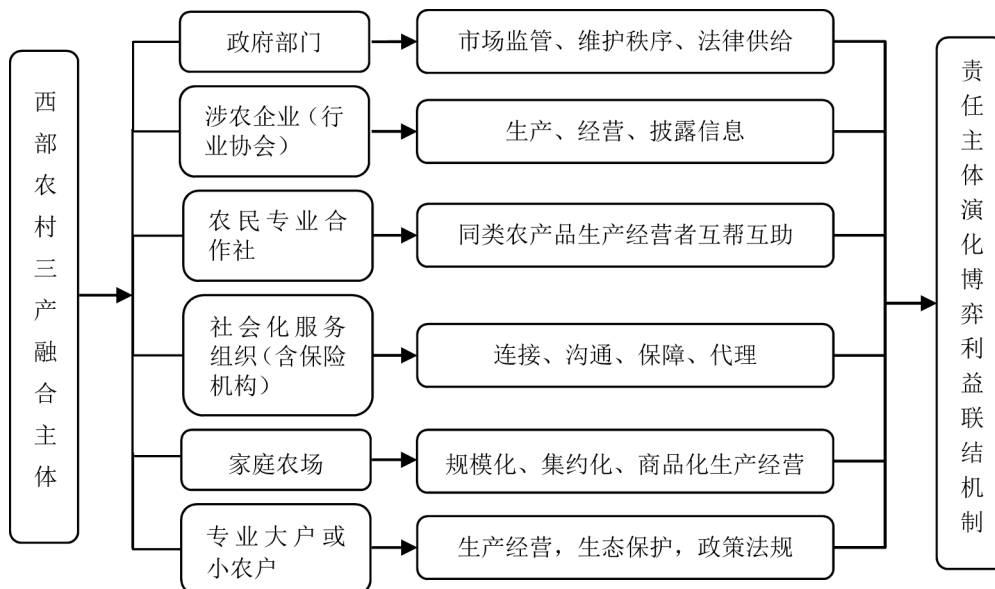 西部农村三产融合主体
政府部门
市场监管、维护秩序、法律供给
涉农企业（行
业协会）
生产、经营、披露信息
农民专业合
作社
同类农产品生产经营者互帮互助
社会化服务
组织（含保险
机构）
连接、沟通、保障、代理
家庭农场
规模化、集约化、商品化生产经营
专业大户或
小农户
生产经营，生态保护，政策法规
责任主体演化博弈利益联结机制